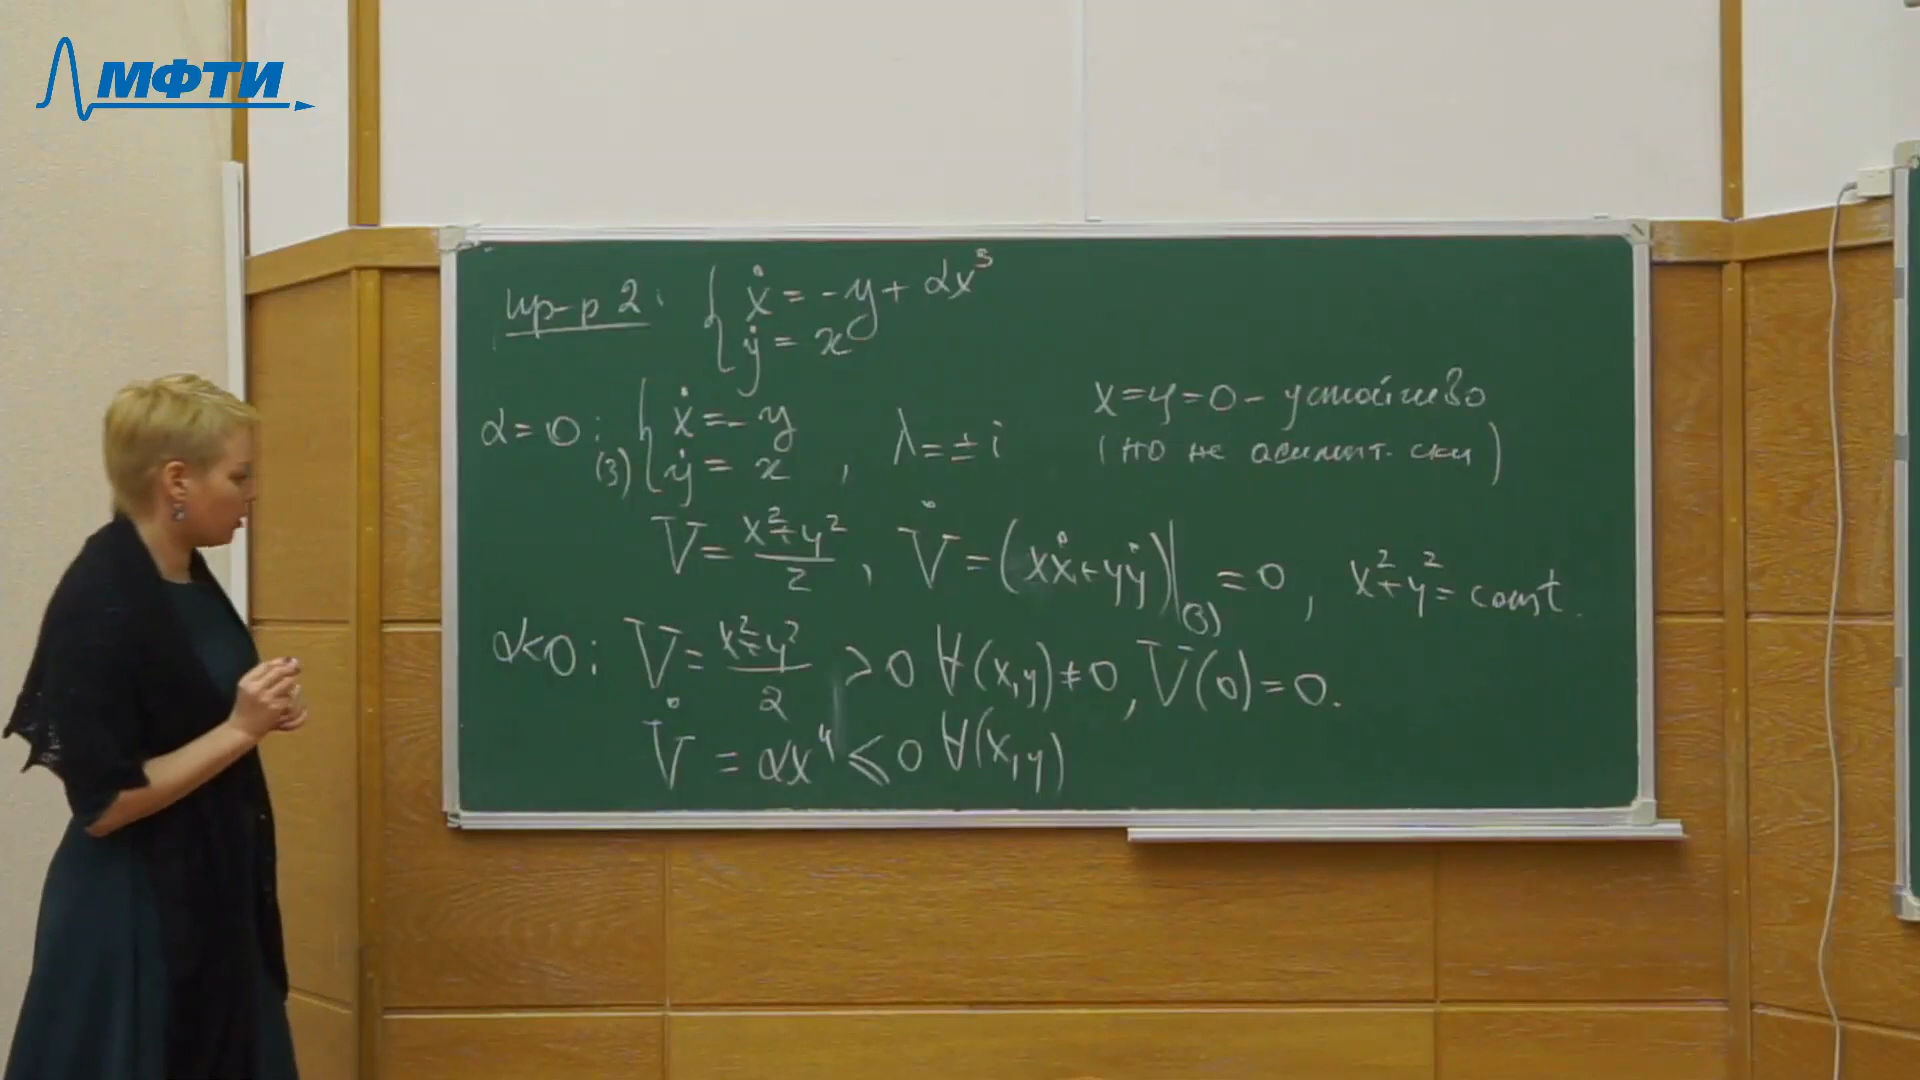 МФТИ
пр-р 2: { ẋ = -y + αx³
ẏ = x
α=0: (3) { ẋ = -y
ẏ = x , λ = ± i
x=y=0 - устойчиво
(но не асимпт. ски)
V = (x²+y²)/2 , V̇ = (xẋ+yẏ)|₍₃₎ = 0 , x²+y² = const.
α<0: V = (x²+y²)/2 > 0 ∀(x,y)≠0, V(0)=0.
V̇ = αx⁴ ⩽ 0 ∀(x,y)